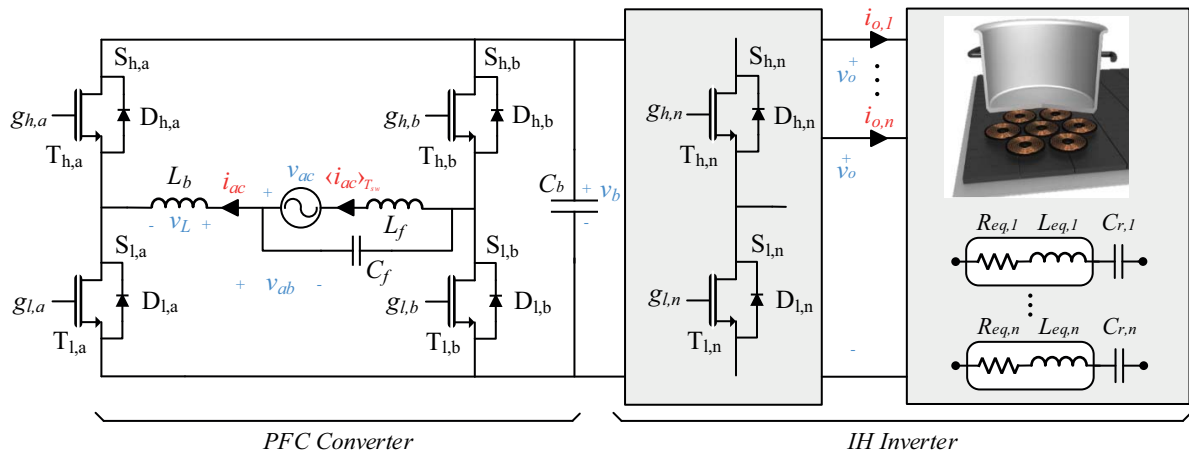 S_{h,a}
g_{h,a}
D_{h,a}
T_{h,a}
S_{h,b}
g_{h,b}
D_{h,b}
T_{h,b}
L_b
i_{ac}
v_{ac}
⟨i_{ac}⟩_{T_{sw}}
+
- v_L +
L_f
C_f
+ v_{ab} -
C_b
+ v_b
-
S_{l,a}
g_{l,a}
D_{l,a}
T_{l,a}
S_{l,b}
g_{l,b}
D_{l,b}
T_{l,b}
PFC Converter
S_{h,n}
g_{h,n}
D_{h,n}
T_{h,n}
S_{l,n}
g_{l,n}
D_{l,n}
T_{l,n}
i_{o,1}
+
v_o
i_{o,n}
+
v_o
-
R_{eq,1} L_{eq,1} C_{r,1}
R_{eq,n} L_{eq,n} C_{r,n}
IH Inverter